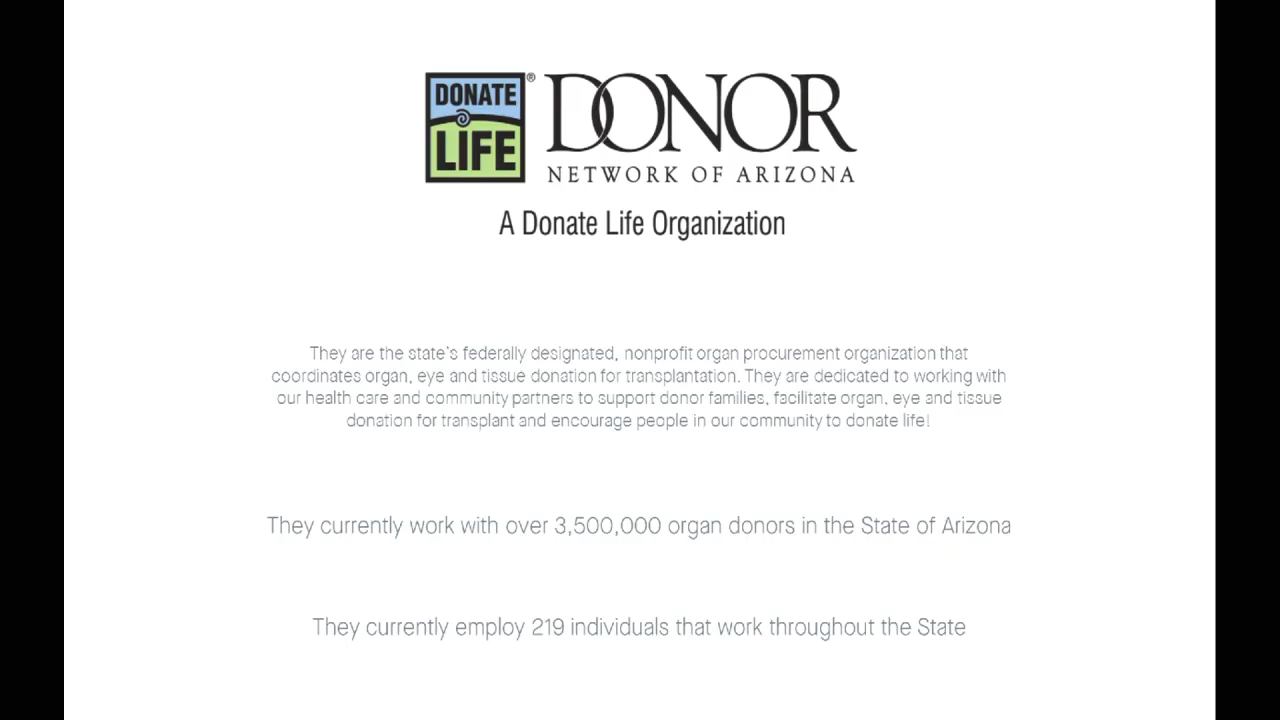 DONATE
LIFE
®
DONOR
NETWORK OF ARIZONA
A Donate Life Organization
They are the state's federally designated, nonprofit organ procurement organization that
coordinates organ, eye and tissue donation for transplantation. They are dedicated to working with
our health care and community partners to support donor families, facilitate organ, eye and tissue
donation for transplant and encourage people in our community to donate life!
They currently work with over 3,500,000 organ donors in the State of Arizona
They currently employ 219 individuals that work throughout the State